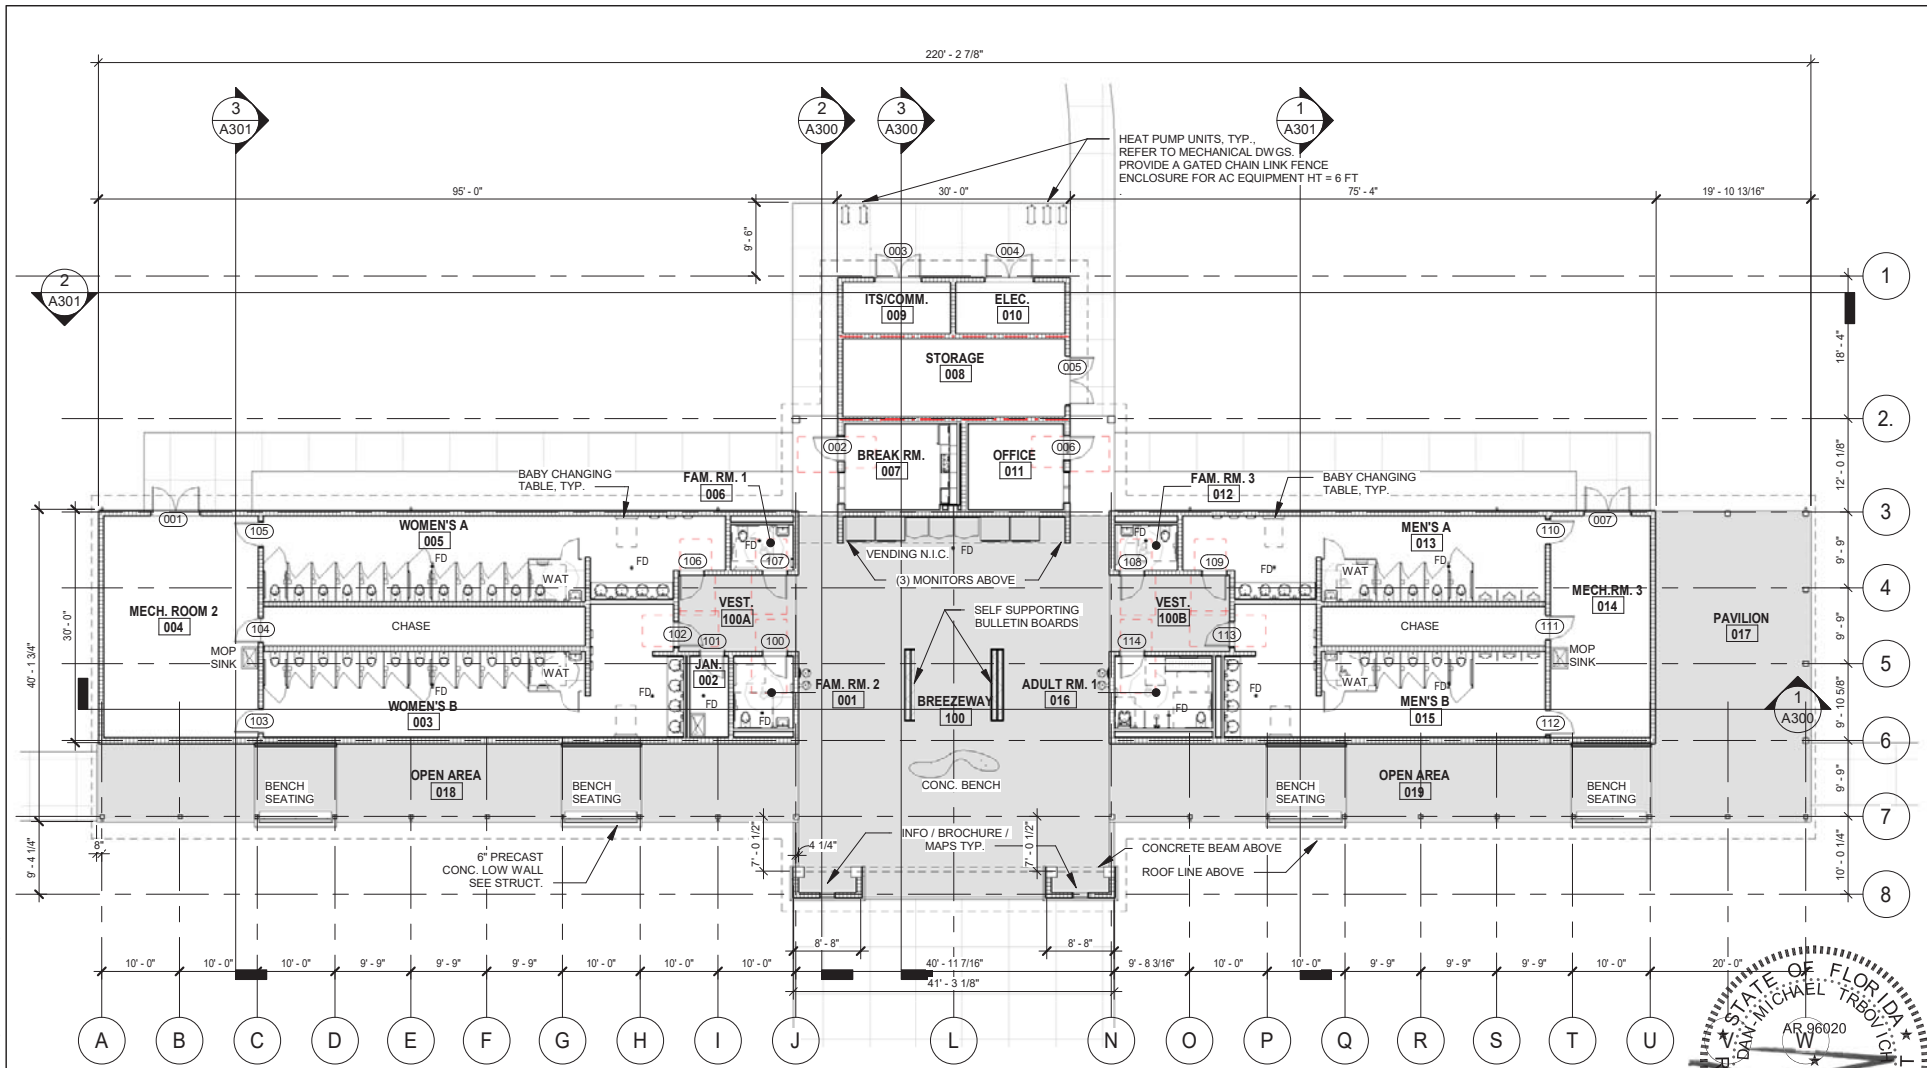 220' - 2 7/8"
3
A301
2
A300
3
A300
1
A301
HEAT PUMP UNITS, TYP.,
REFER TO MECHANICAL DWGS.
PROVIDE A GATED CHAIN LINK FENCE
ENCLOSURE FOR AC EQUIPMENT HT = 6 FT
.
95' - 0"
30' - 0"
75' - 4"
19' - 10 13/16"
9' - 6"
003
004
2
A301
1
ITS/COMM.
009
ELEC.
010
18' - 4"
STORAGE
008
005
2.
002
BREAK RM.
007
OFFICE
011
006
12' - 0 1/8"
BABY CHANGING
TABLE, TYP.
FAM. RM. 1
006
FAM. RM. 3
012
BABY CHANGING
TABLE, TYP.
001
007
3
WOMEN'S A
005
105
106
107
FD
FD
FD
VENDING N.I.C.
FD
(3) MONITORS ABOVE
FD
108
109
FD
MEN'S A
013
FD
110
9' - 9"
WAT
WAT
4
MECH. ROOM 2
004
VEST.
100A
VEST.
100B
MECH.RM. 3
014
PAVILION
017
SELF SUPPORTING
BULLETIN BOARDS
CHASE
CHASE
104
102
101
100
114
113
111
9' - 9"
30' - 0"
40' - 1 3/4"
MOP
SINK
MOP
SINK
5
WAT
WAT
JAN.
002
FD
FD
FD
FD
FAM. RM. 2
001
BREEZEWAY
100
ADULT RM. 1
016
FD
FD
FD
WOMEN'S B
003
103
MEN'S B
015
112
1
A300
9' - 10 5/8"
6
OPEN AREA
018
BENCH
SEATING
BENCH
SEATING
CONC. BENCH
OPEN AREA
019
BENCH
SEATING
BENCH
SEATING
9' - 9"
7
8"
9' - 4 1/4"
6" PRECAST
CONC. LOW WALL
SEE STRUCT.
7' - 0 1/2"
4 1/4"
INFO / BROCHURE /
MAPS TYP.
7' - 0 1/2"
CONCRETE BEAM ABOVE
ROOF LINE ABOVE
10' - 0 1/4"
8
8' - 8"
8' - 8"
10' - 0"
10' - 0"
10' - 0"
9' - 9"
9' - 9"
9' - 9"
10' - 0"
10' - 0"
10' - 0"
40' - 11 7/16"
9' - 8 3/16"
10' - 0"
10' - 0"
9' - 9"
9' - 9"
9' - 9"
10' - 0"
20' - 0"
41' - 3 1/8"
A
B
C
D
E
F
G
H
I
J
L
N
O
P
Q
R
S
T
U
V
W
STATE OF FLORIDA
DAN-MICHAEL TRBOVICH
AR 96020